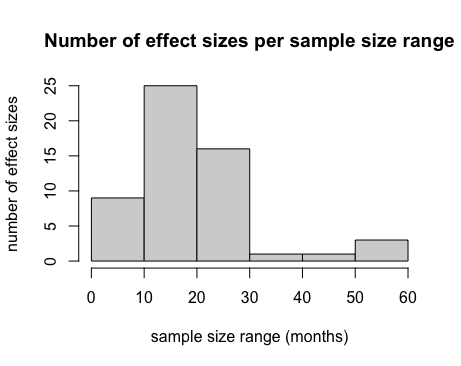 Number of effect sizes per sample size range
number of effect sizes
25
20
15
10
5
0
0 10 20 30 40 50 60
sample size range (months)